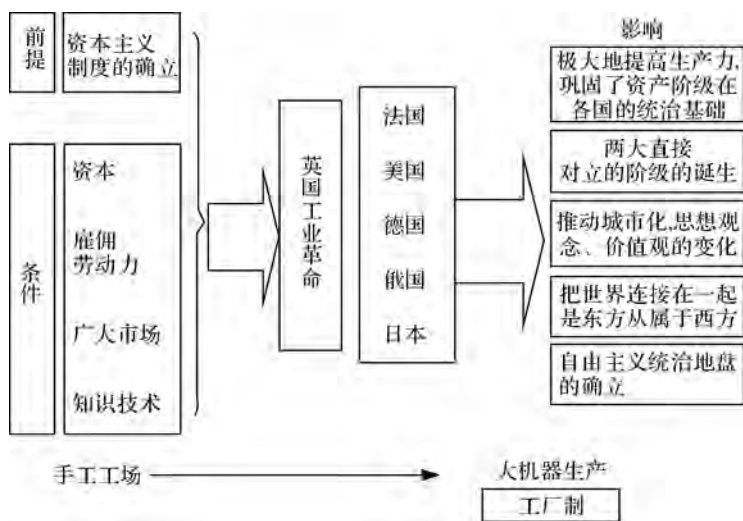 前提
资本主义
制度的确立
条件
资本
雇佣
劳动力
广大市场
知识技术
英国工业革命
法国
美国
德国
俄国
日本
影响
极大地提高生产力,
巩固了资产阶级在
各国的统治基础
两大直接
对立的阶级的诞生
推动城市化,思想观
念、价值观的变化
把世界连接在一起
是东方从属于西方
自由主义统治地盘
的确立
手工工场
大机器生产
工厂制